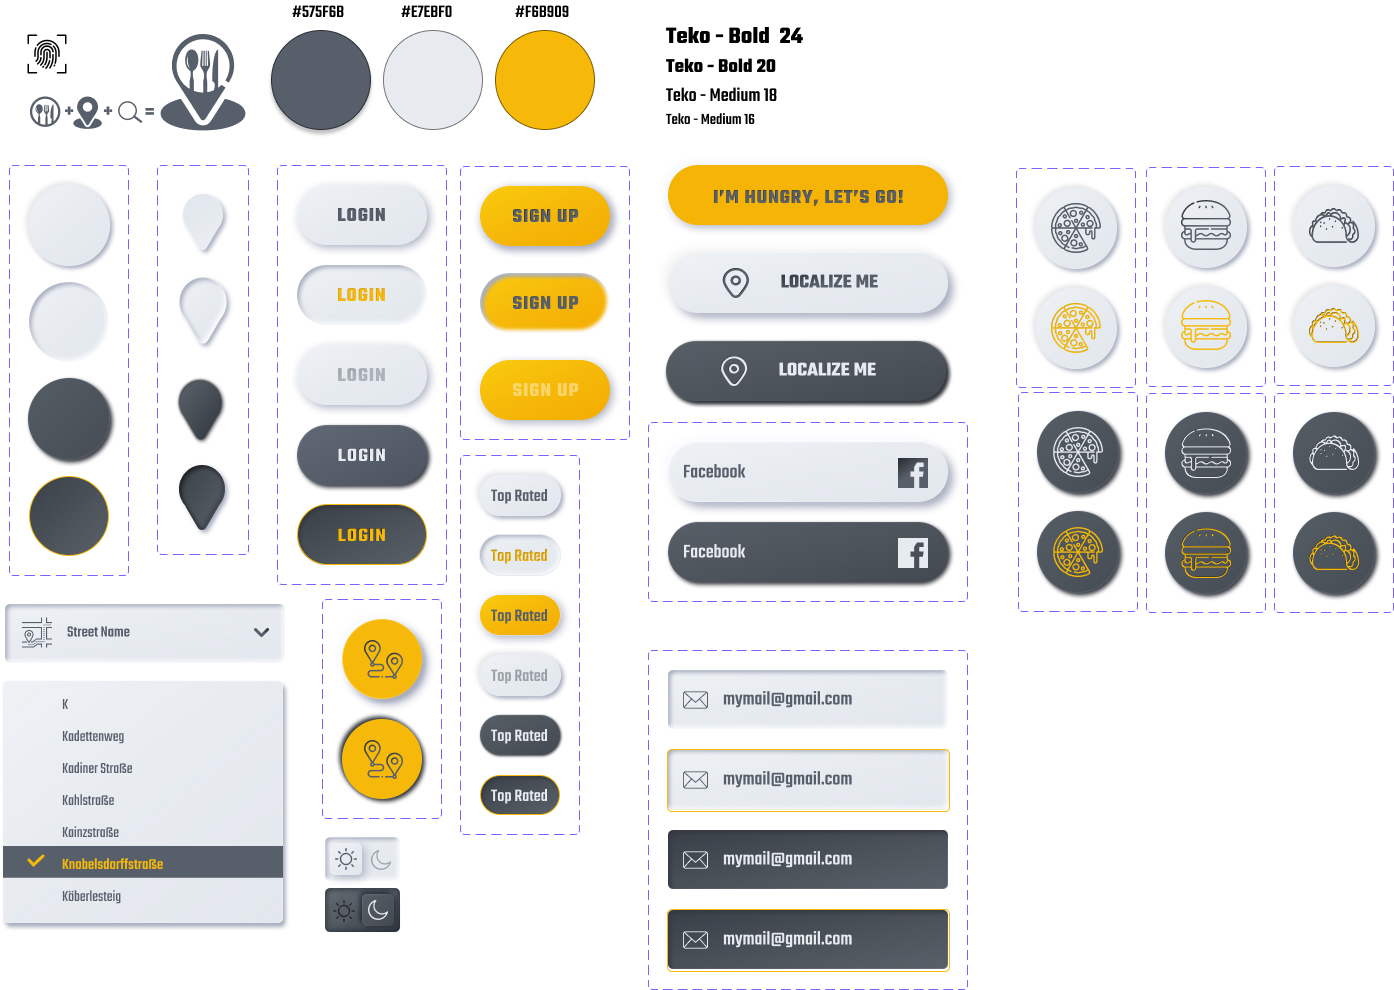 #575F6B
#E7EBF0
#F6B909
Teko - Bold 24
Teko - Bold 20
Teko - Medium 18
Teko - Medium 16
+
+
=
LOGIN
LOGIN
LOGIN
LOGIN
LOGIN
SIGN UP
SIGN UP
SIGN UP
I'M HUNGRY, LET'S GO!
LOCALIZE ME
LOCALIZE ME
Facebook
Facebook
Top Rated
Top Rated
Top Rated
Top Rated
Top Rated
Top Rated
Street Name
K
Kadettenweg
Kadiner Straße
Kahlstraße
Kainzstraße
Knobelsdorffstraße
Käberlesteig
mymail@gmail.com
mymail@gmail.com
mymail@gmail.com
mymail@gmail.com